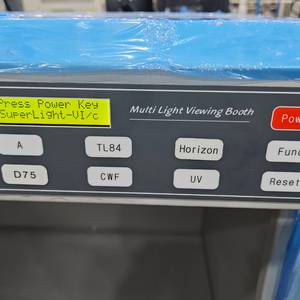 Press Power Key
SuperLight-VI/c
Multi Light Viewing Booth
A
TL84
Horizon
D75
CWF
UV
Reset